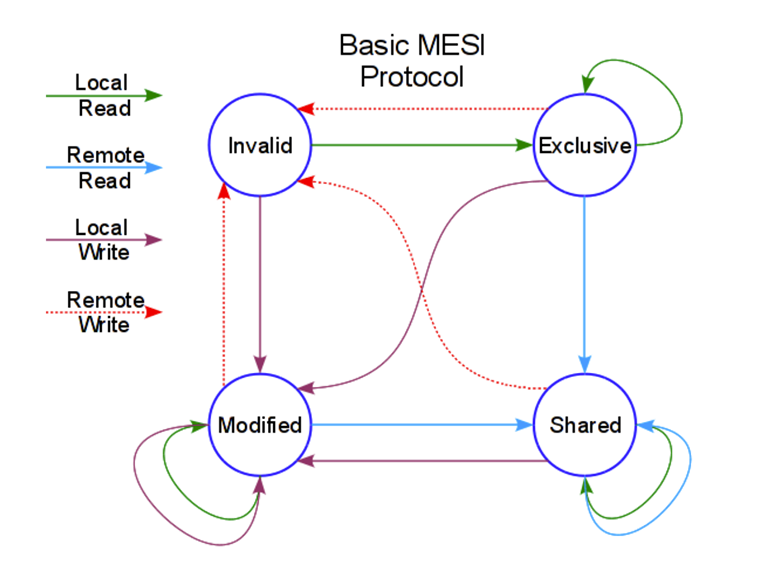 Basic MESI
Protocol
Local
Read
Remote
Read
Local
Write
Remote
Write
Invalid
Exclusive
Modified
Shared